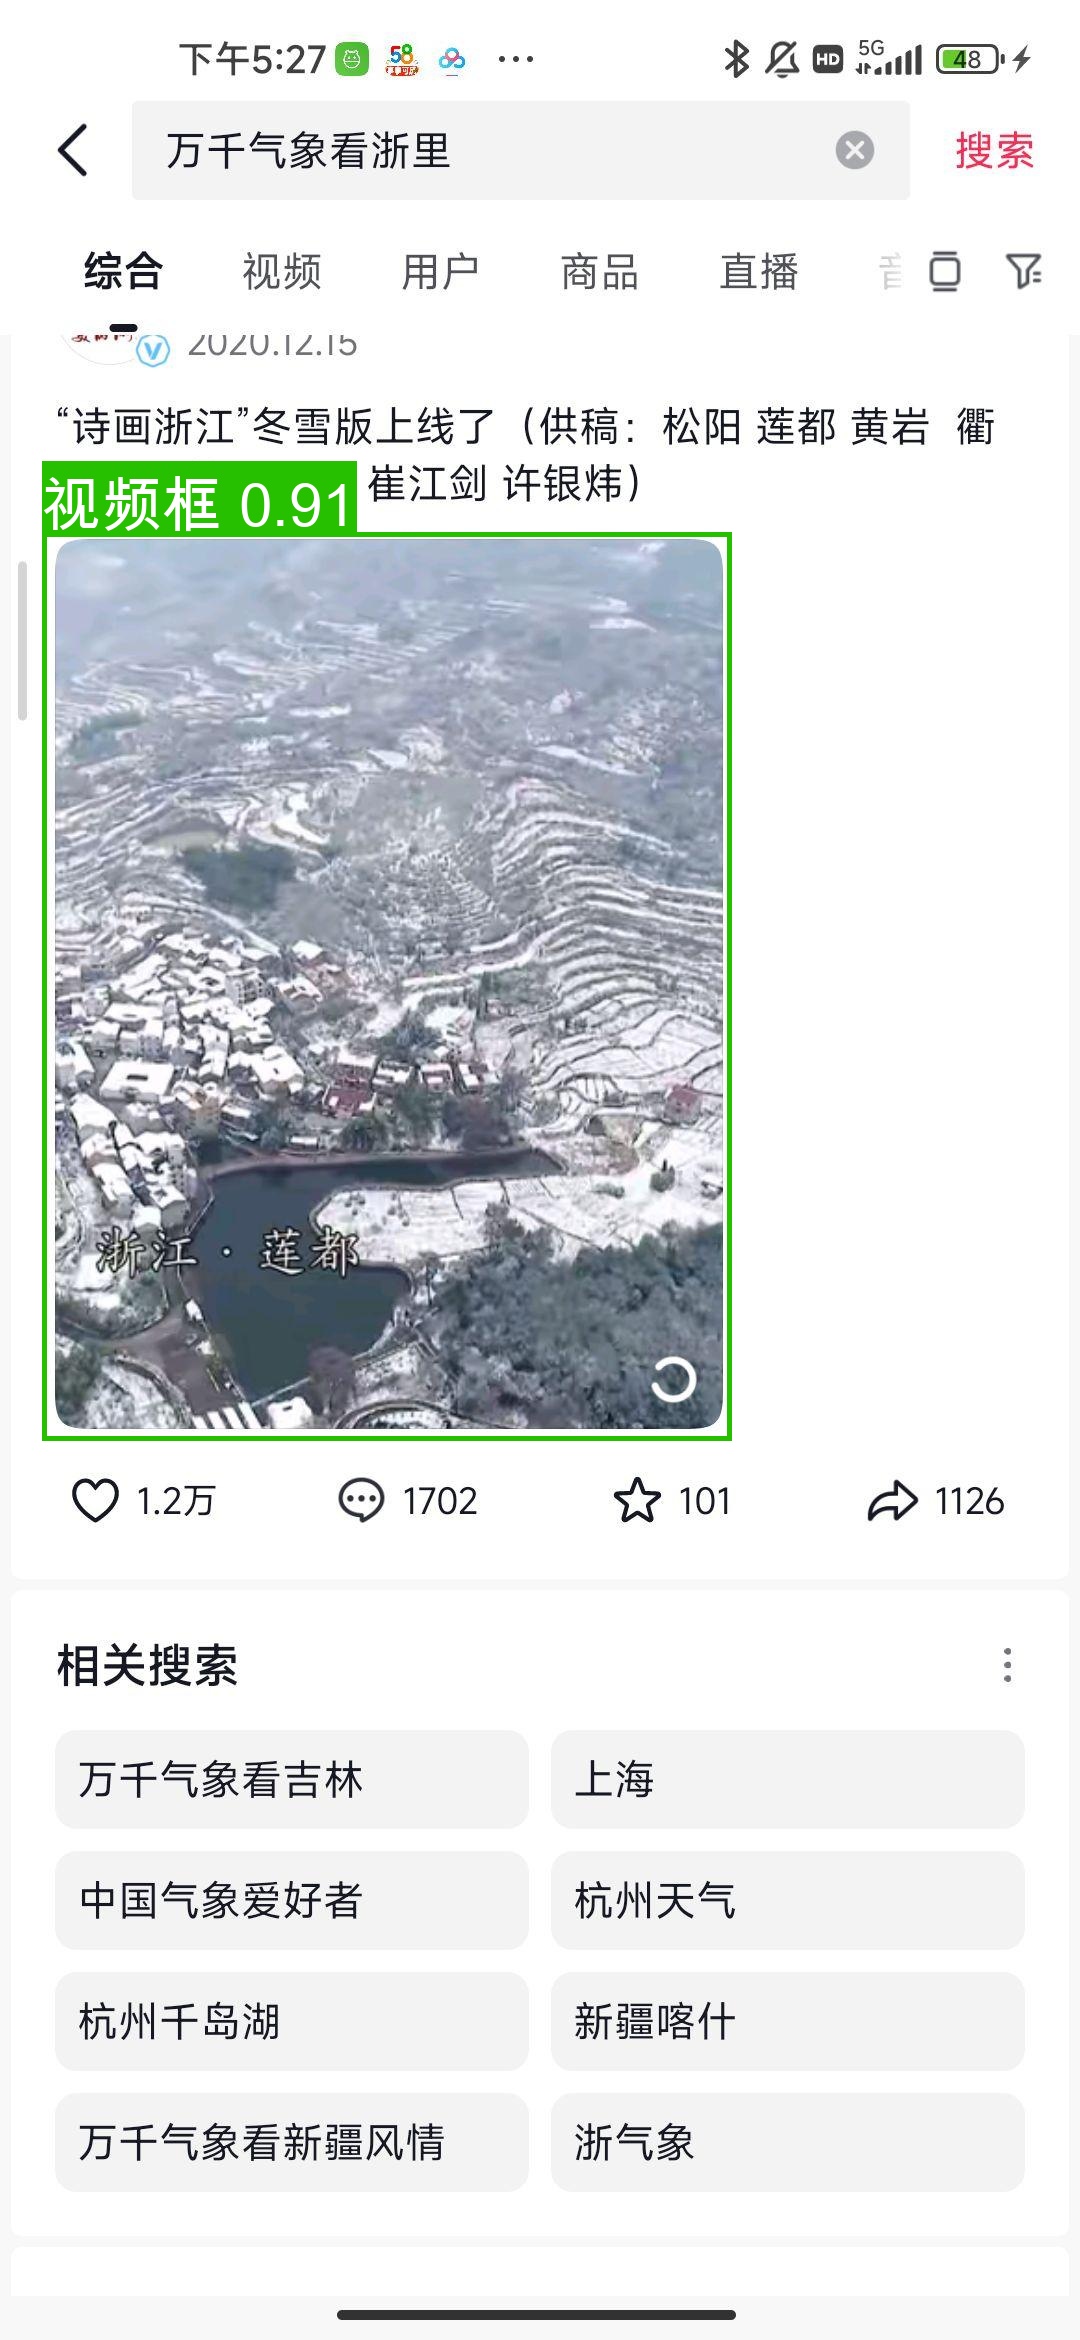 下午5:27
58
HD
5G
48
万千气象看浙里
搜索
综合
视频
用户
商品
直播
2020.12.15
“诗画浙江”冬雪版上线了（供稿：松阳 莲都 黄岩 衢
崔江剑 许银炜）
视频框 0.91
浙江·莲都
1.2万
1702
101
1126
相关搜索
万千气象看吉林
上海
中国气象爱好者
杭州天气
杭州千岛湖
新疆喀什
万千气象看新疆风情
浙气象